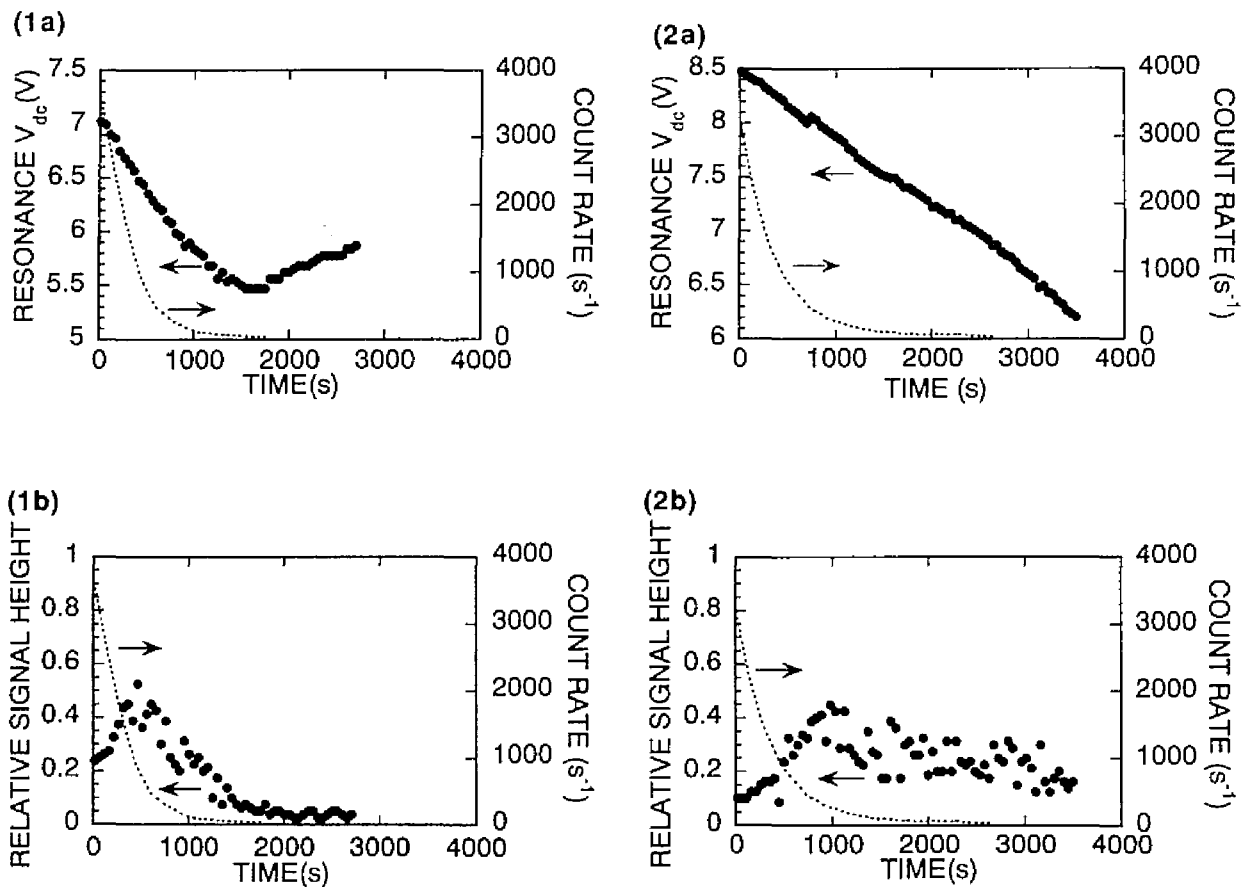 (1a)
RESONANCE V_dc(V)
7.5
7
6.5
6
5.5
5
0 1000 2000 3000 4000
TIME(s)
4000
3000
2000
1000
0
COUNT RATE (s⁻¹)
(2a)
RESONANCE V_dc(V)
8.5
8
7.5
7
6.5
6
0 1000 2000 3000 4000
TIME (s)
4000
3000
2000
1000
0
COUNT RATE (s⁻¹)
(1b)
RELATIVE SIGNAL HEIGHT
1
0.8
0.6
0.4
0.2
0
0 1000 2000 3000 4000
TIME(s)
4000
3000
2000
1000
0
COUNT RATE (s⁻¹)
(2b)
RELATIVE SIGNAL HEIGHT
1
0.8
0.6
0.4
0.2
0
0 1000 2000 3000 4000
TIME(s)
4000
3000
2000
1000
0
COUNT RATE (s⁻¹)